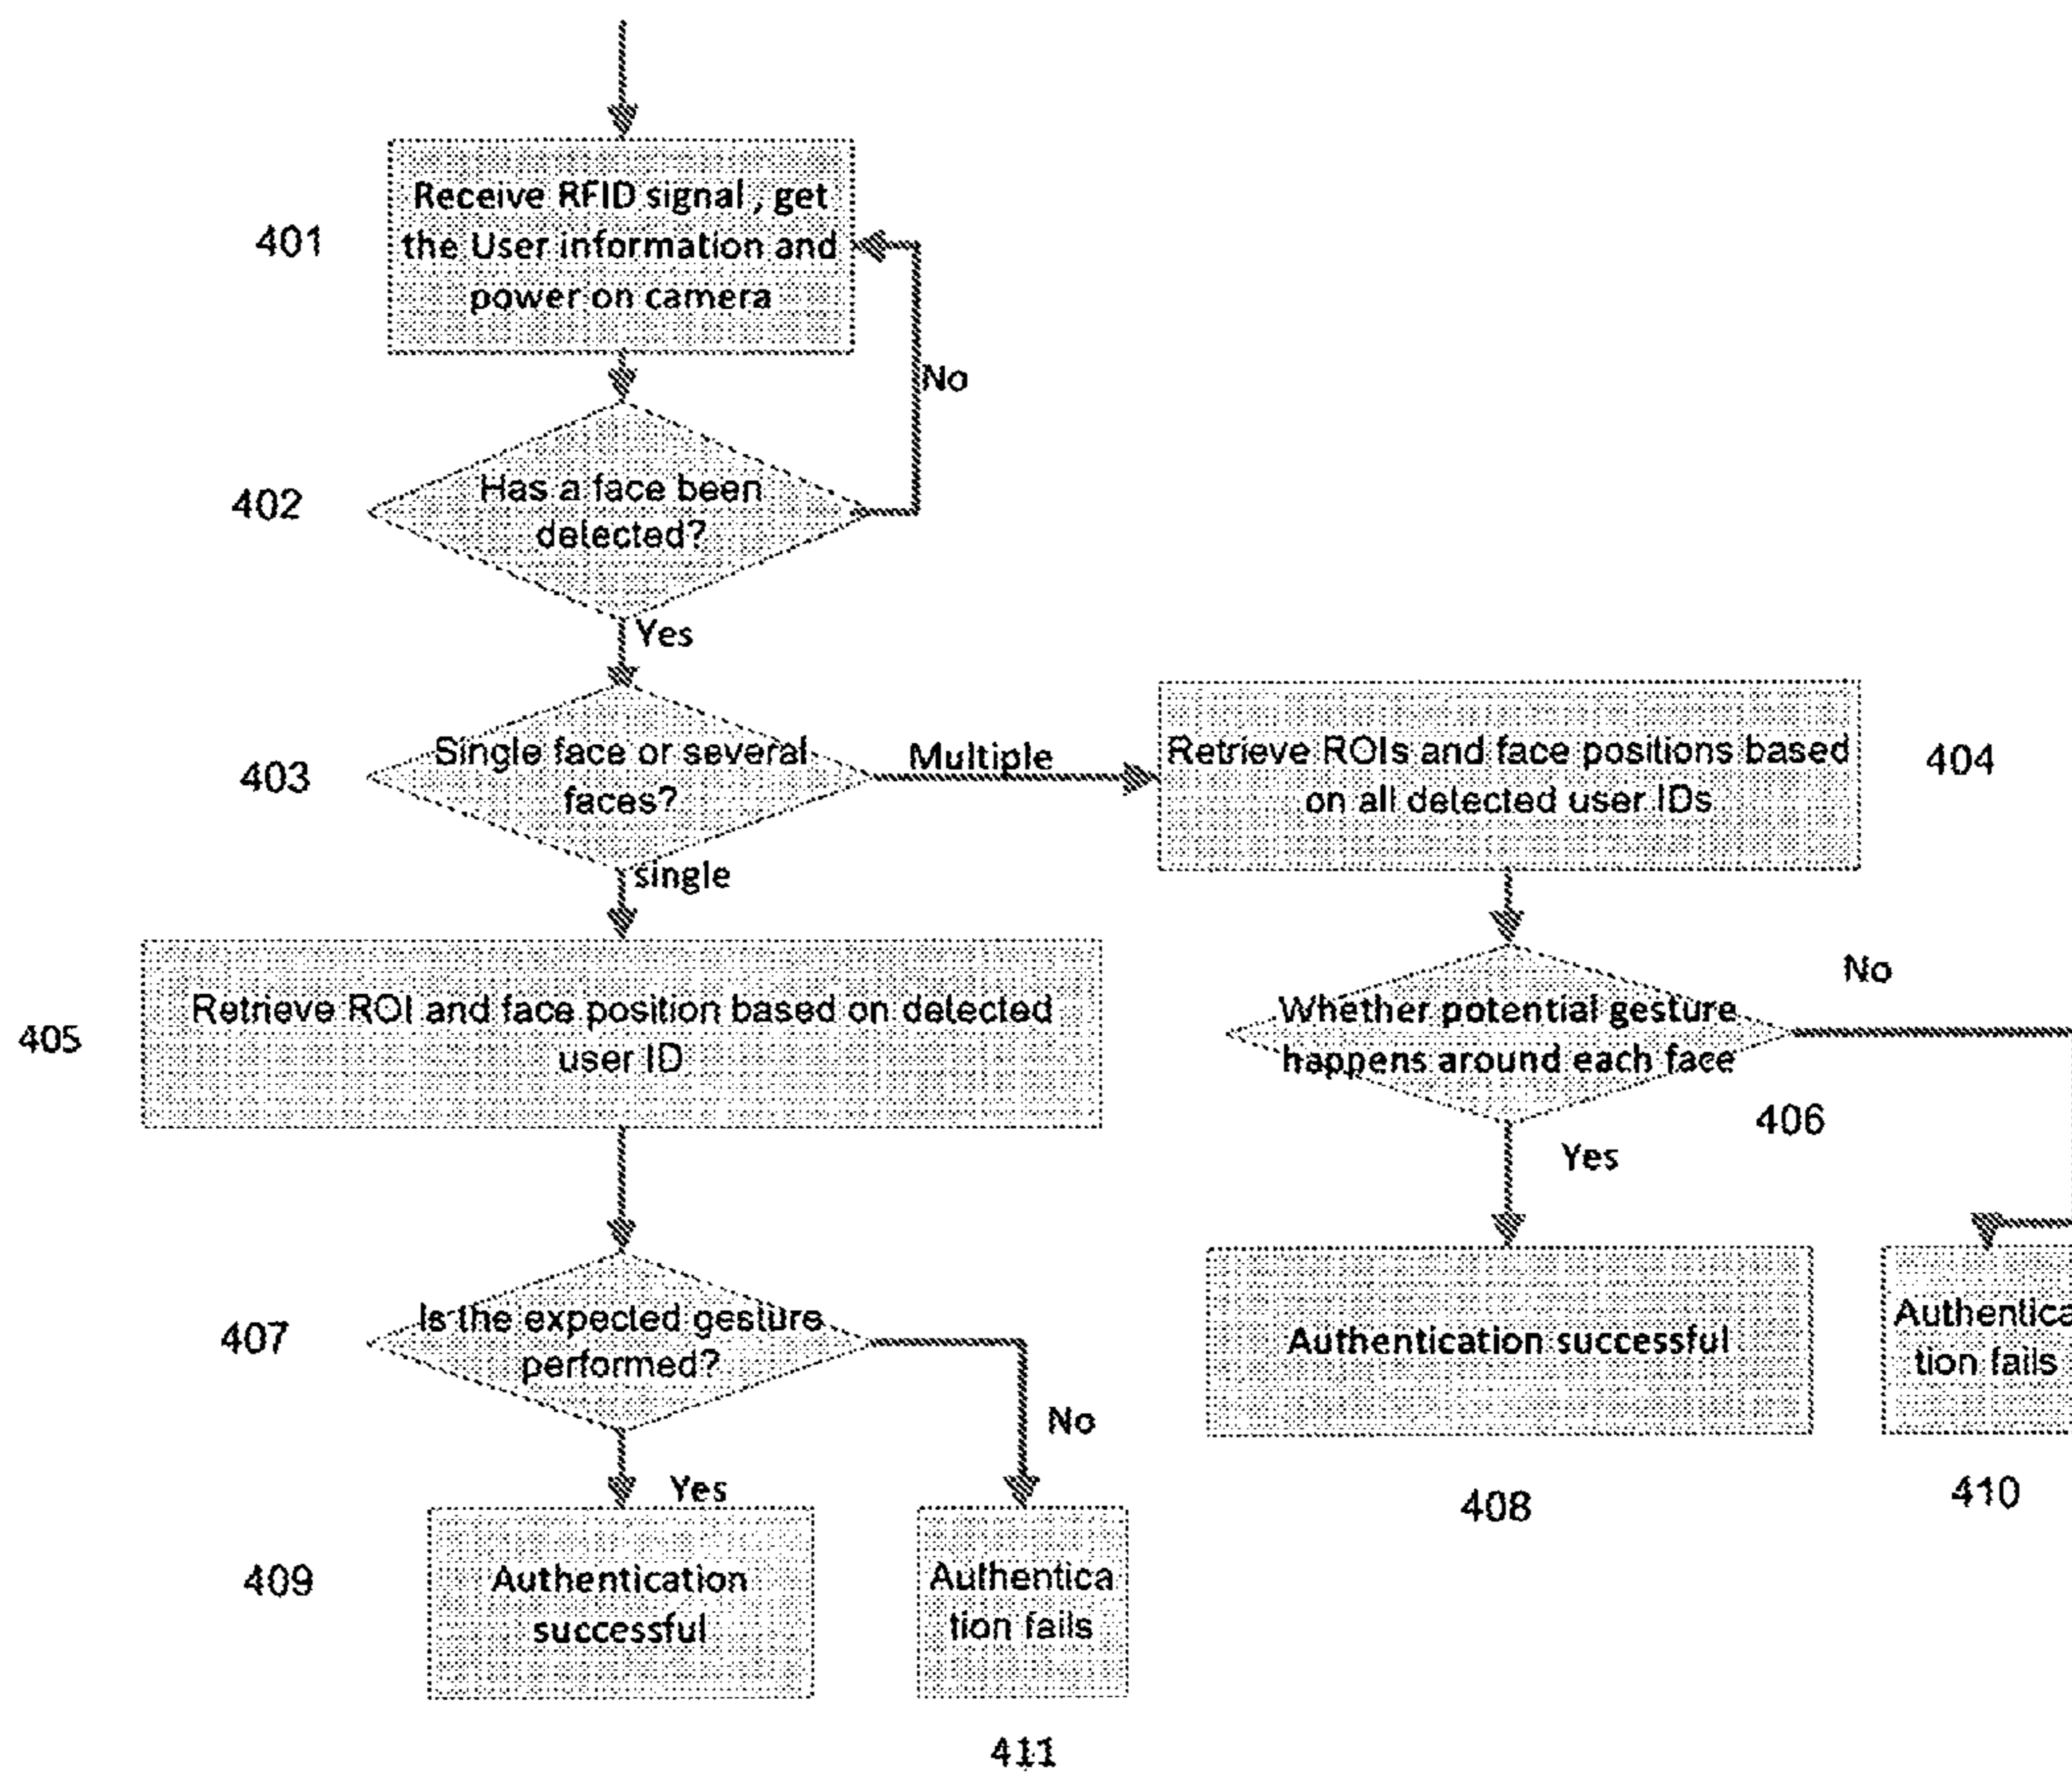 Receive RFID signal , get
the User information and
power on camera
401
No
Has a face been
detected?
402
Yes
Single face or several
faces?
403
Multiple
Retrieve ROIs and face positions based
on all detected user IDs
404
single
Retrieve ROI and face position based on detected
user ID
405
No
Whether potential gesture
happens around each face
406
Yes
Is the expected gesture
performed?
407
Authentication successful
Authentica
tion fails
No
Yes
408
410
409
Authentication
successful
Authentica
tion fails
411